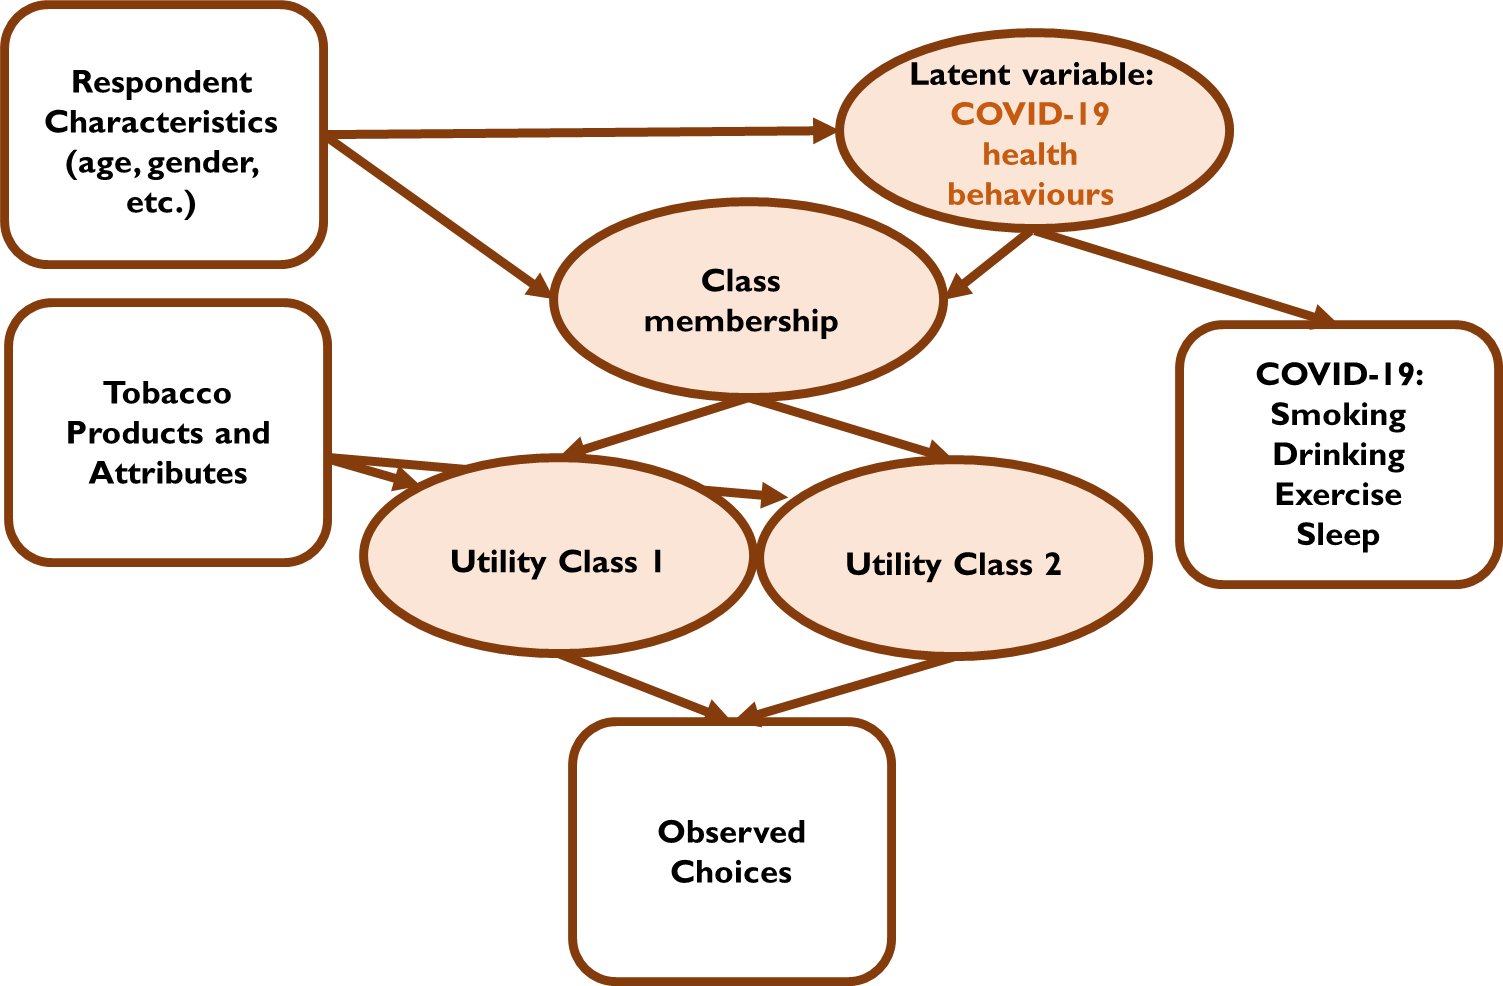 Respondent
Characteristics
(age, gender,
etc.)
Latent variable:
COVID-19
health
behaviours
Class
membership
Tobacco
Products and
Attributes
COVID-19:
Smoking
Drinking
Exercise
Sleep
Utility Class 1
Utility Class 2
Observed
Choices